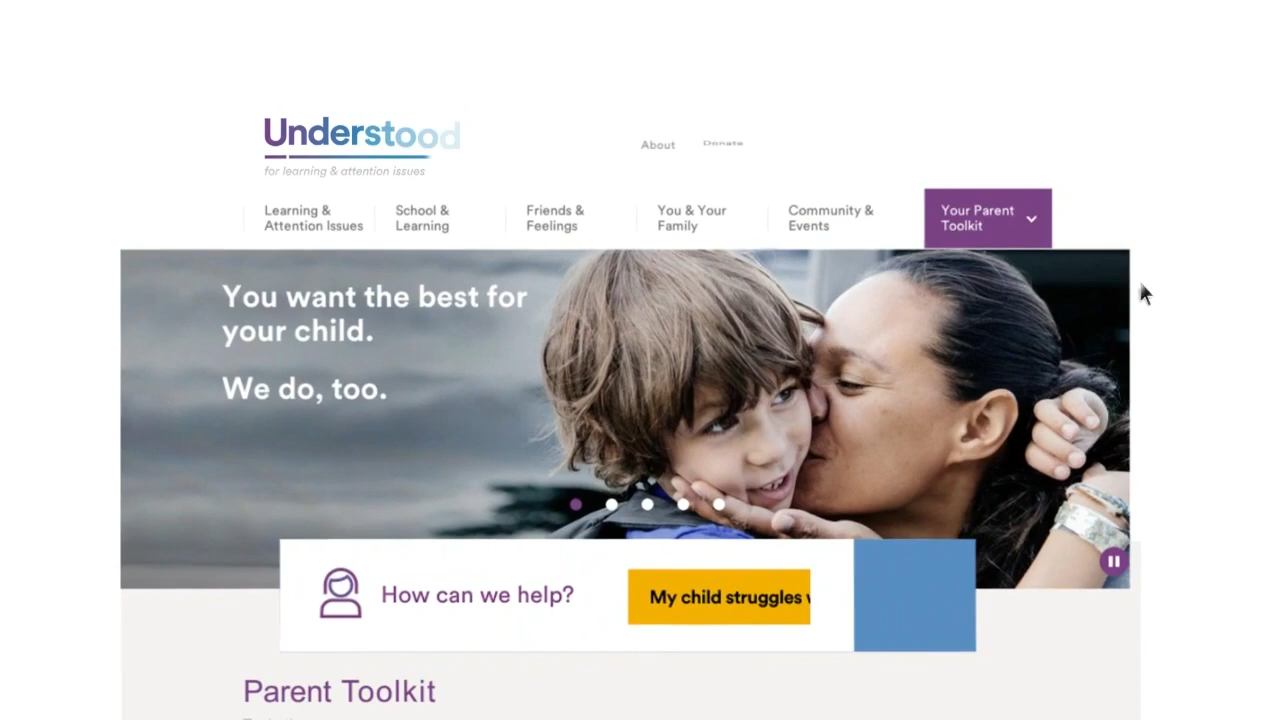 Understood
for learning & attention issues
About
Donate
Learning &
Attention Issues
School &
Learning
Friends &
Feelings
You & Your
Family
Community &
Events
Your Parent
Toolkit
You want the best for
your child.
We do, too.
How can we help?
My child struggles
Parent Toolkit